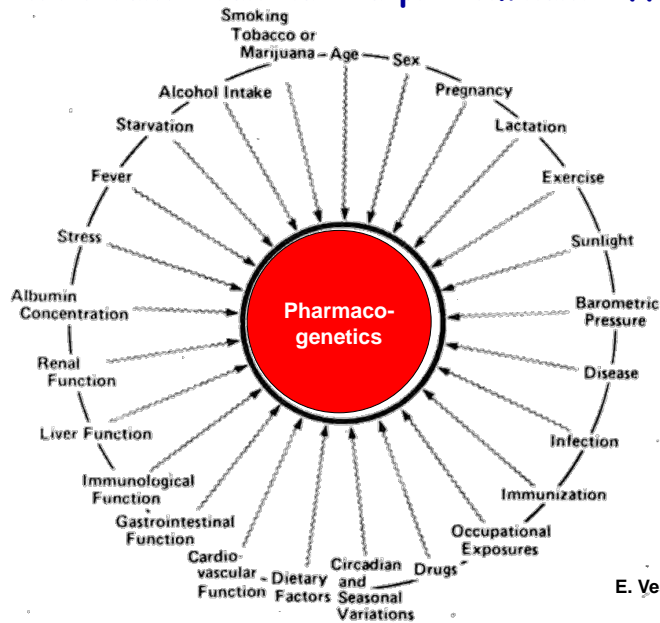 Smoking
Tobacco or
Marijuana
Age
Sex
Pregnancy
Lactation
Exercise
Sunlight
Barometric
Pressure
Disease
Infection
Immunization
Occupational
Exposures
Drugs
Circadian
and
Seasonal
Variations
Dietary
Factors
Cardio-
vascular
Function
Gastrointestinal
Function
Immunological
Function
Liver Function
Renal
Function
Albumin
Concentration
Stress
Fever
Starvation
Alcohol Intake
Pharmaco-
genetics
E. Ve